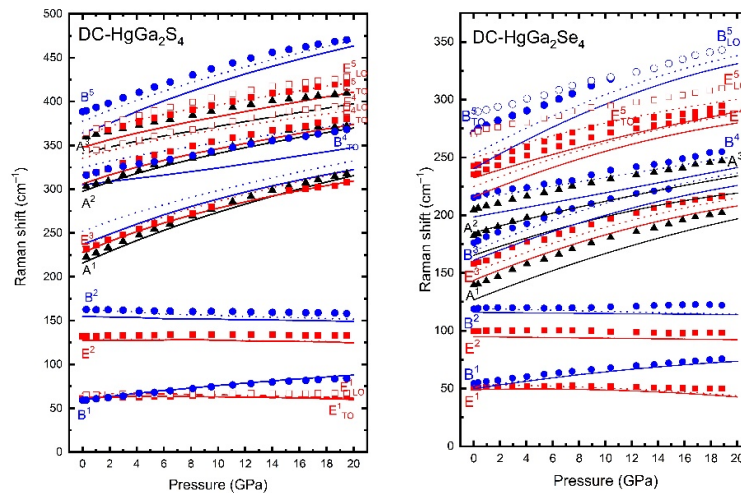 DC-HgGa₂S₄
500
450
400
350
300
250
200
150
100
50
0
Raman shift (cm⁻¹)
B⁵
A³
A²
E³
A¹
B²
E²
B¹
E⁵LO
E⁵TO
B⁴TO
E¹LO
E¹TO
0 2 4 6 8 10 12 14 16 18 20
Pressure (GPa)
DC-HgGa₂Se₄
350
300
250
200
150
100
50
0
Raman shift (cm⁻¹)
B⁵LO
E⁵LO
E⁵TO
B⁴
A³
A²
B³
E³
A¹
B²
E²
B¹
E¹
0 2 4 6 8 10 12 14 16 18 20
Pressure (GPa)